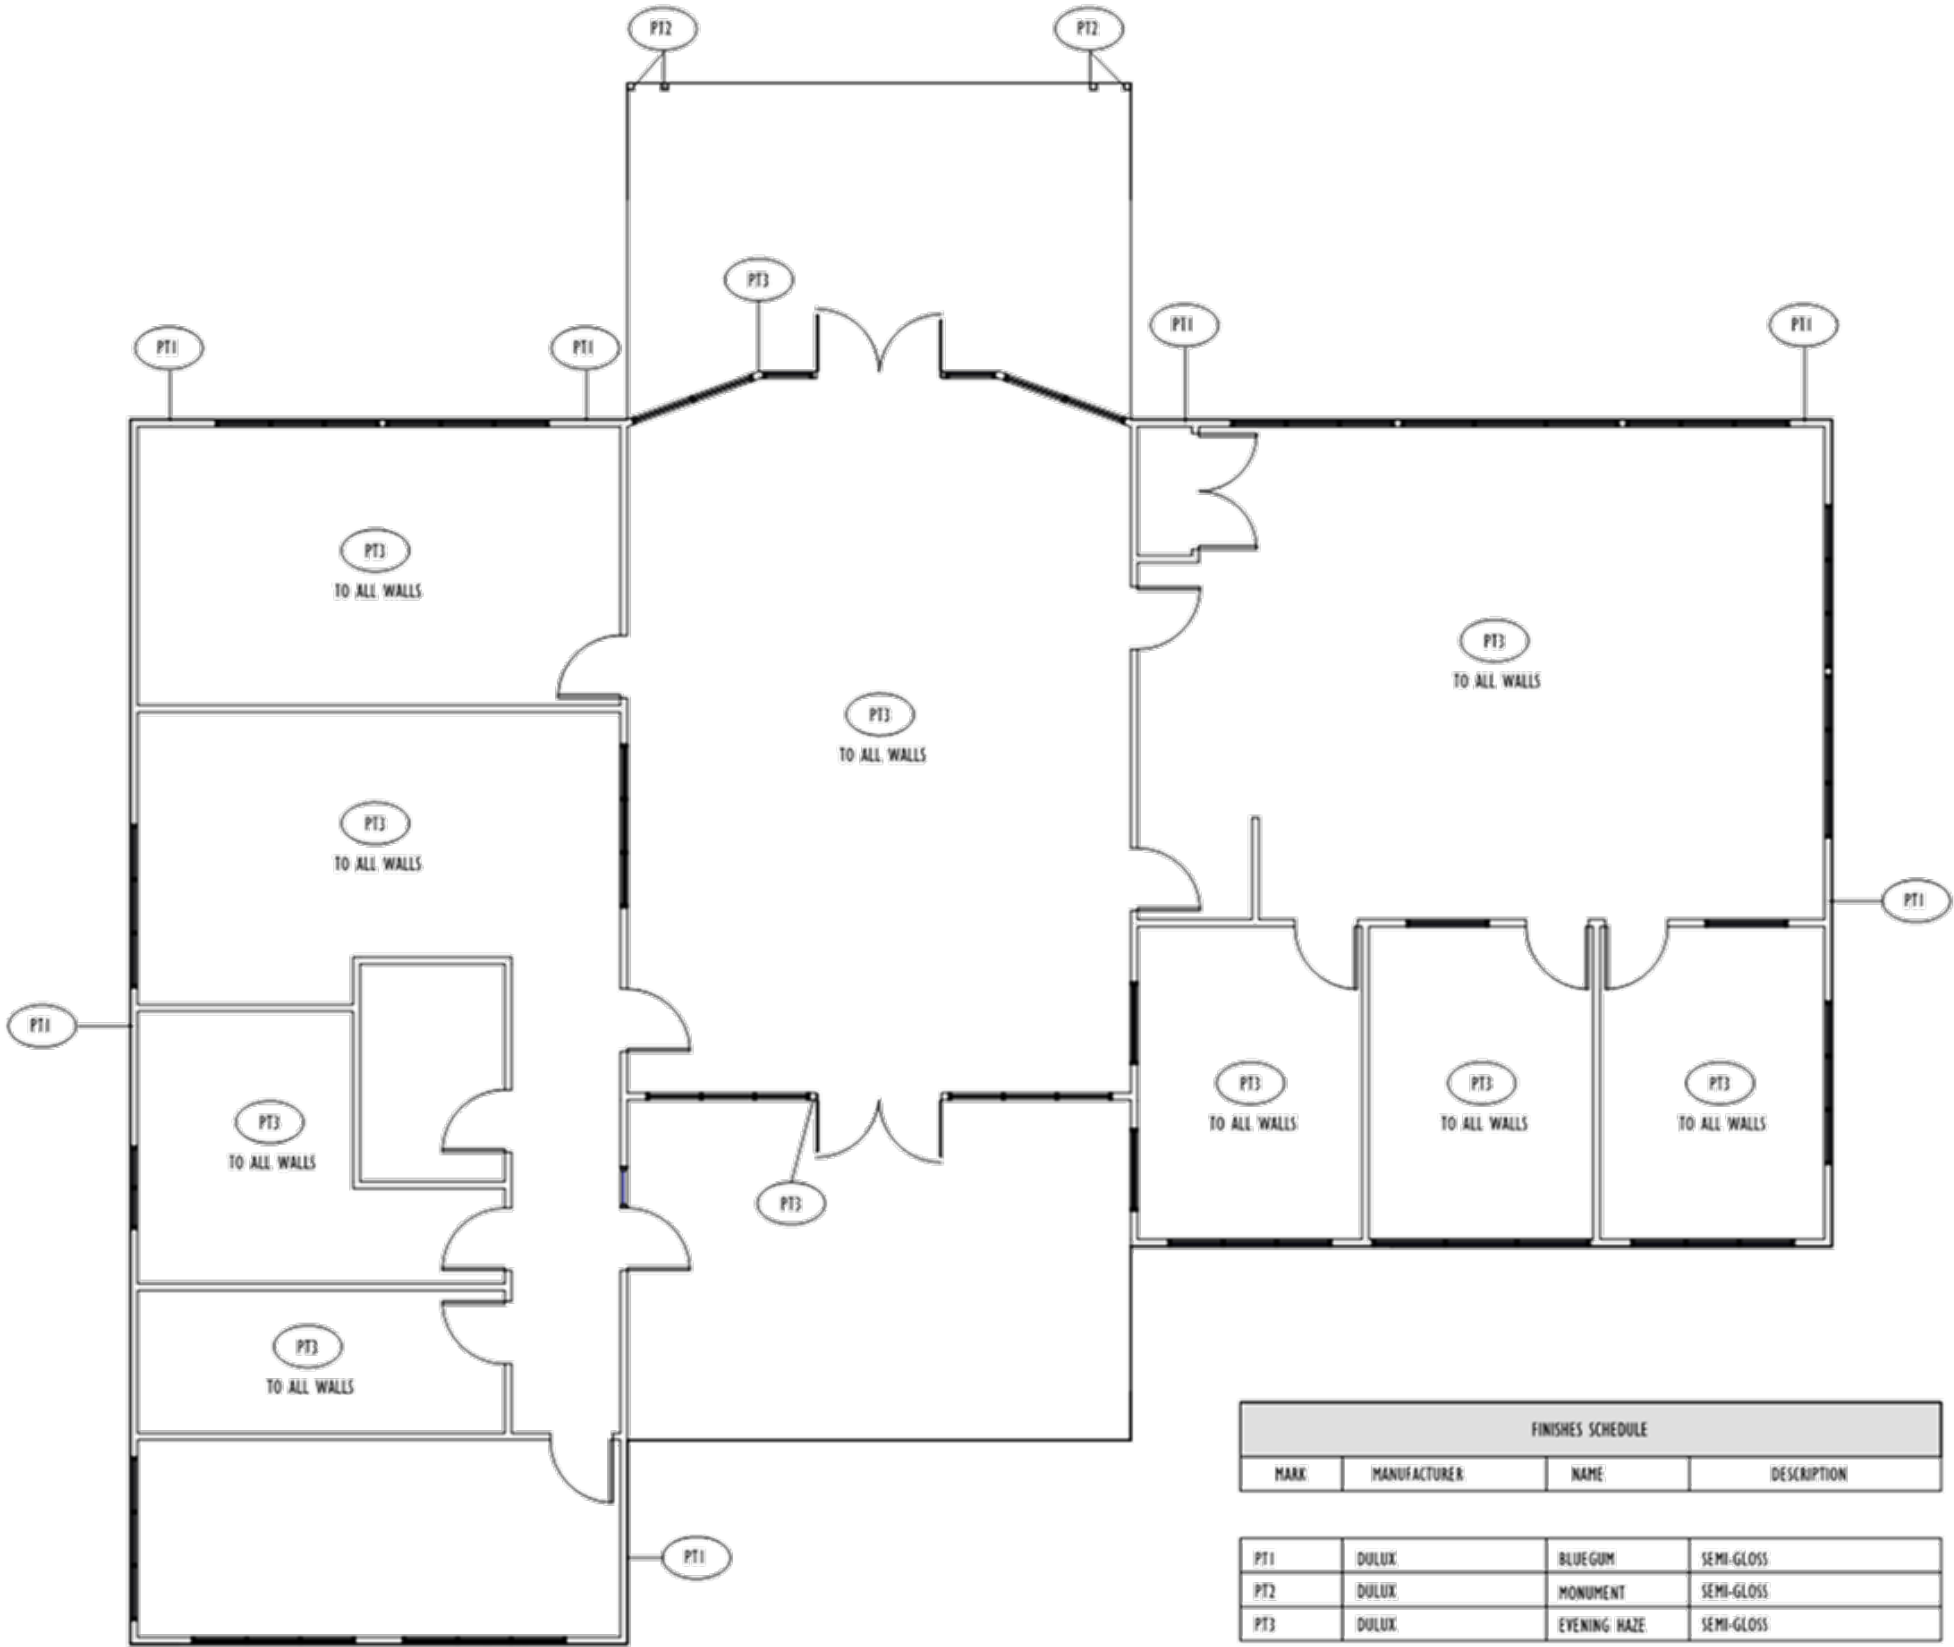 PT2
PT2
PT3
PT1
PT1
PT1
PT1
PT3
TO ALL WALLS
PT3
TO ALL WALLS
PT3
TO ALL WALLS
PT3
TO ALL WALLS
PT1
PT1
PT3
TO ALL WALLS
PT3
TO ALL WALLS
PT3
TO ALL WALLS
PT3
TO ALL WALLS
PT3
PT3
TO ALL WALLS
PT1
FINISHES SCHEDULE
MARK MANUFACTURER NAME DESCRIPTION
PT1 DULUX BLUEGUM SEMI-GLOSS
PT2 DULUX MONUMENT SEMI-GLOSS
PT3 DULUX EVENING HAZE SEMI-GLOSS